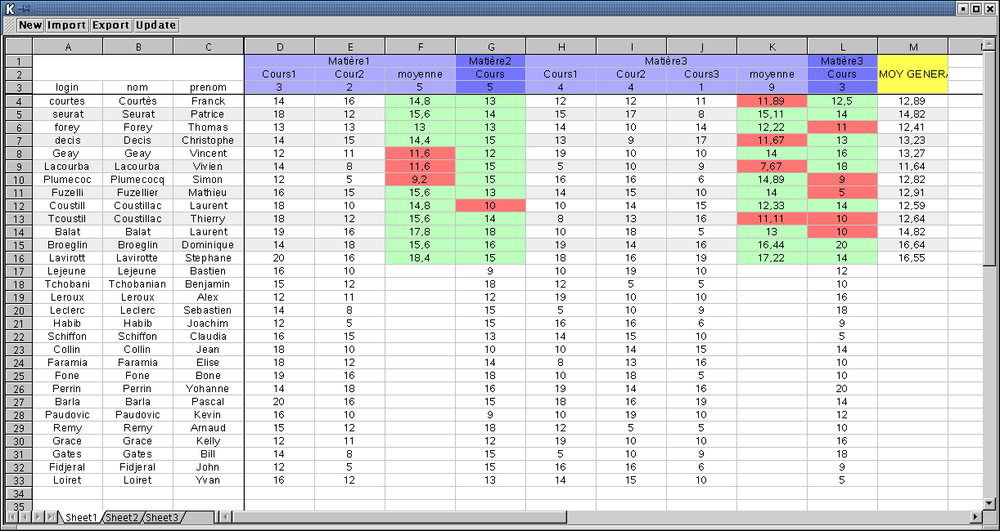 K
New Import Export Update
A B C D E F G H I J K L M
1 Matière1 Matière2 Matière3 Matière3
2 Cours1 Cour2 moyenne Cours Cours1 Cour2 Cours3 moyenne Cours MOY GENER
3 login nom prenom 3 2 5 5 4 4 1 9 3
4 courtes Courtès Franck 14 16 14,8 13 12 12 11 11,89 12,5 12,89
5 seurat Seurat Patrice 18 12 15,6 14 15 17 8 15,11 14 14,82
6 forey Forey Thomas 13 13 13 13 14 10 14 12,22 11 12,41
7 decis Decis Christophe 14 15 14,4 15 13 9 17 11,67 13 13,23
8 Geay Geay Vincent 12 11 11,6 12 19 10 10 14 16 13,27
9 Lacourba Lacourba Vivien 14 8 11,6 15 5 10 9 7,67 18 11,64
10 Plumecoc Plumecocq Simon 12 5 9,2 15 16 16 6 14,89 9 12,82
11 Fuzelli Fuzellier Mathieu 16 15 15,6 13 14 15 10 14 5 12,91
12 Coustill Coustillac Laurent 18 10 14,8 10 10 14 15 12,33 14 12,59
13 Tcoustil Coustillac Thierry 18 12 15,6 14 8 13 16 11,11 10 12,64
14 Balat Balat Laurent 19 16 17,8 18 10 18 5 13 10 14,82
15 Broeglin Broeglin Dominique 14 18 15,6 16 19 14 16 16,44 20 16,64
16 Lavirott Lavirotte Stephane 20 16 18,4 15 18 16 19 17,22 14 16,55
17 Lejeune Lejeune Bastien 16 10 9 10 19 10 12
18 Tchobani Tchobanian Benjamin 15 12 18 12 5 5 10
19 Leroux Leroux Alex 12 11 12 19 10 10 16
20 Leclerc Leclerc Sebastien 14 8 15 5 10 9 18
21 Habib Habib Joachim 12 5 15 16 16 6 9
22 Schiffon Schiffon Claudia 16 15 13 14 15 10 5
23 Collin Collin Jean 18 10 10 10 14 15 14
24 Faramia Faramia Elise 18 12 14 8 13 16 10
25 Fone Fone Bone 19 16 18 10 18 5 10
26 Perrin Perrin Yohanne 14 18 16 19 14 16 20
27 Barla Barla Pascal 20 16 15 18 16 19 14
28 Paudovic Paudovic Kevin 16 10 9 10 19 10 12
29 Remy Remy Arnaud 15 12 18 12 5 5 10
30 Grace Grace Kelly 12 11 12 19 10 10 16
31 Gates Gates Bill 14 8 15 5 10 9 18
32 Fidjeral Fidjeral John 12 5 15 16 16 6 9
33 Loiret Loiret Yvan 16 12 13 14 15 10 5
34
35
Sheet1 Sheet2 Sheet3